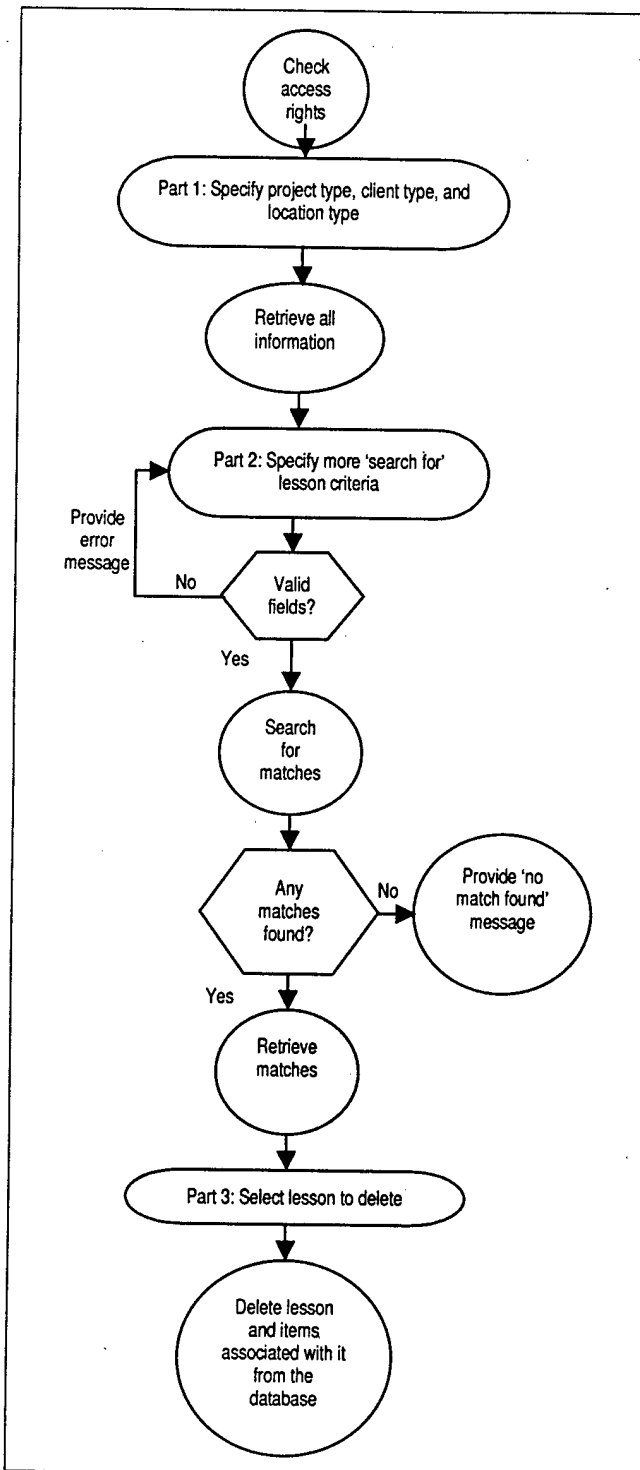 Check
access
rights
Part 1: Specify project type, client type, and
location type
Retrieve all
information
Part 2: Specify more 'search for'
lesson criteria
Provide
error
message
No
Valid
fields?
Yes
Search
for
matches
Any
matches
found?
No
Provide 'no
match found'
message
Yes
Retrieve
matches
Part 3: Select lesson to delete
Delete lesson
and items
associated with it
from the
database